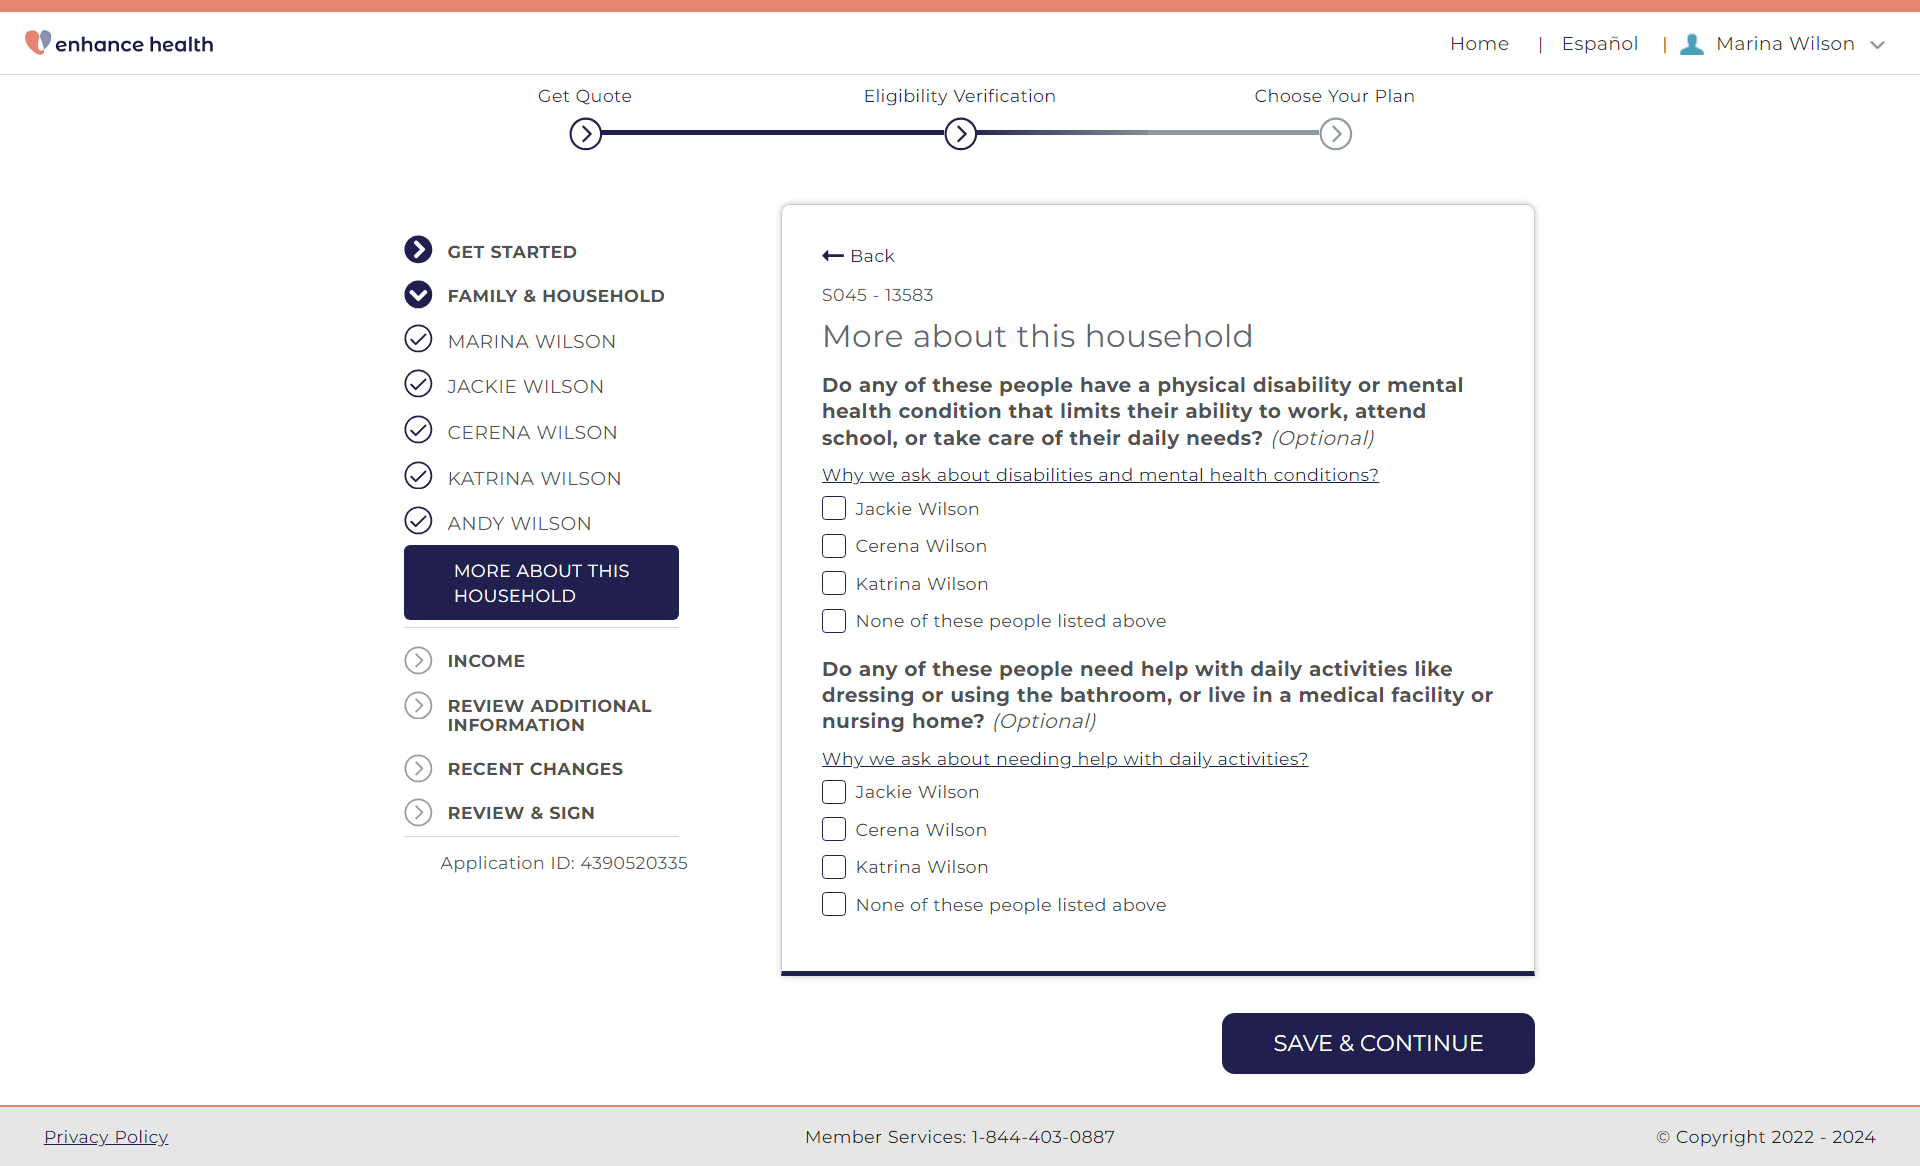 enhance health
Home | Español | Marina Wilson
Get Quote
Eligibility Verification
Choose Your Plan
GET STARTED
FAMILY & HOUSEHOLD
MARINA WILSON
JACKIE WILSON
CERENA WILSON
KATRINA WILSON
ANDY WILSON
MORE ABOUT THIS
HOUSEHOLD
INCOME
REVIEW ADDITIONAL
INFORMATION
RECENT CHANGES
REVIEW & SIGN
Application ID: 4390520335
Back
S045 - 13583
More about this household
Do any of these people have a physical disability or mental
health condition that limits their ability to work, attend
school, or take care of their daily needs? (Optional)
Why we ask about disabilities and mental health conditions?
Jackie Wilson
Cerena Wilson
Katrina Wilson
None of these people listed above
Do any of these people need help with daily activities like
dressing or using the bathroom, or live in a medical facility or
nursing home? (Optional)
Why we ask about needing help with daily activities?
Jackie Wilson
Cerena Wilson
Katrina Wilson
None of these people listed above
SAVE & CONTINUE
Privacy Policy
Member Services: 1-844-403-0887
© Copyright 2022 - 2024